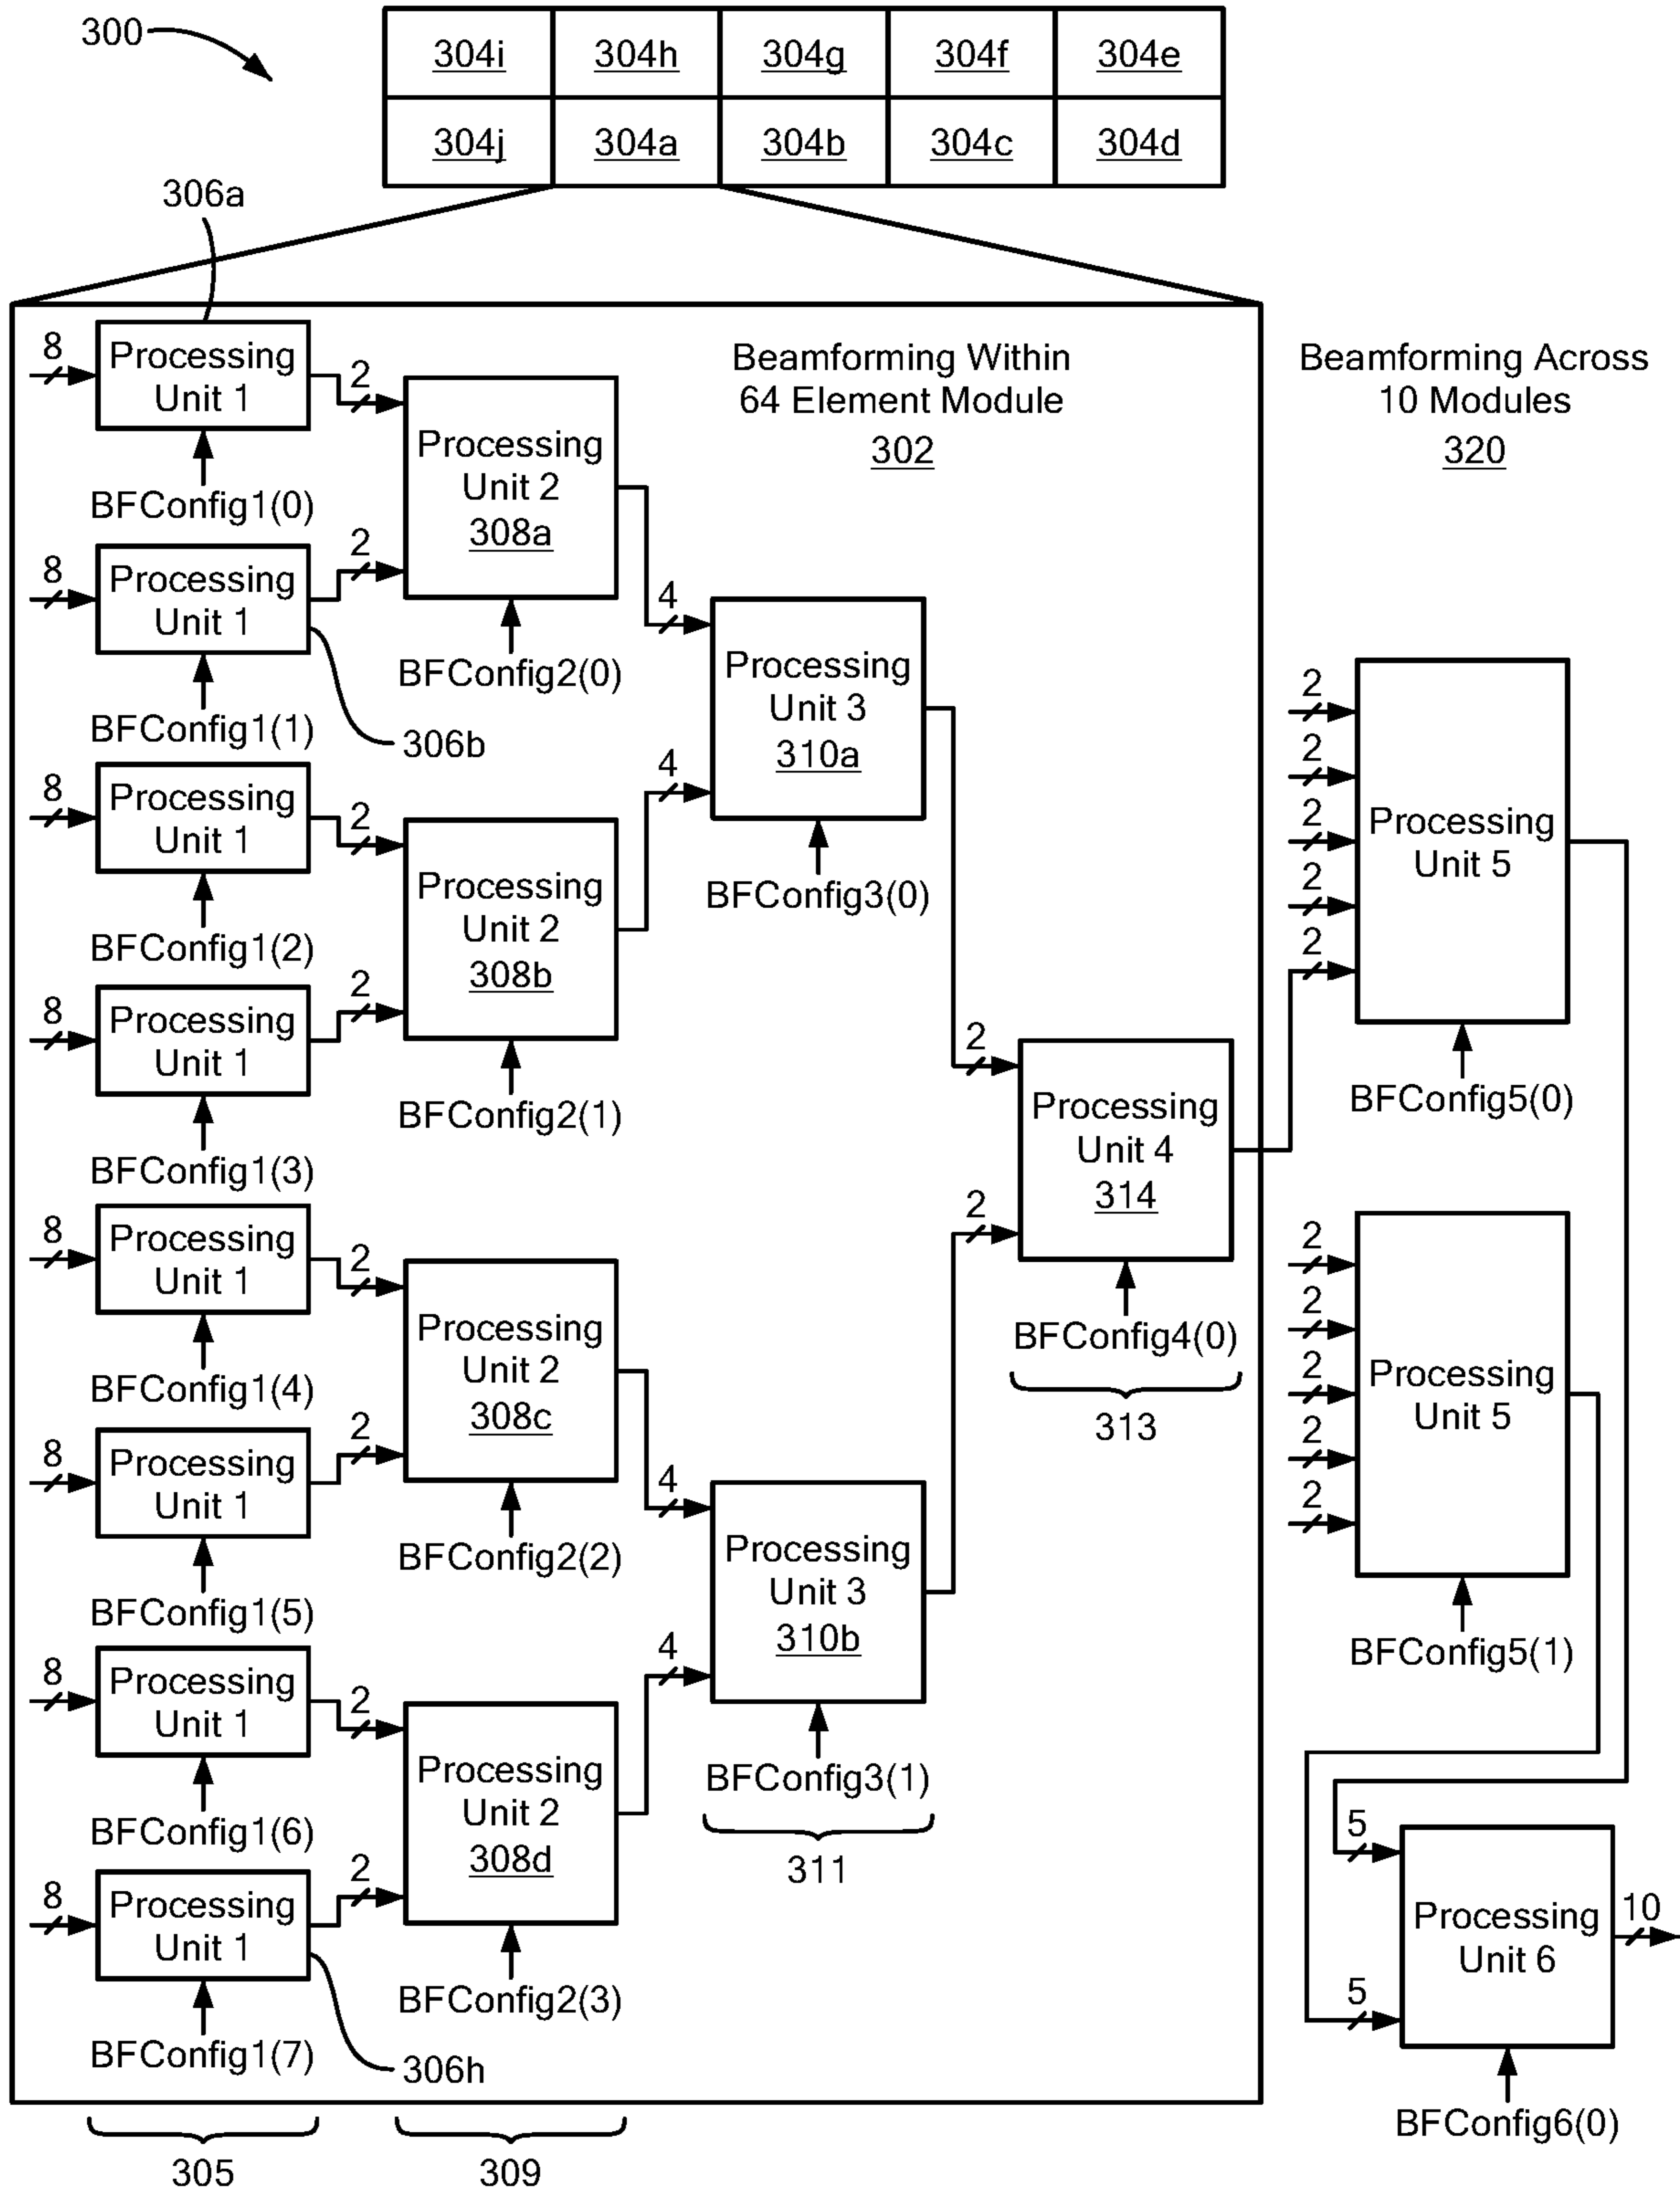 300
304i 304h 304g 304f 304e
304j 304a 304b 304c 304d
306a
Beamforming Within
64 Element Module
302
Beamforming Across
10 Modules
320
8
Processing
Unit 1
BFConfig1(0)
2
8
Processing
Unit 1
BFConfig1(1)
306b
2
8
Processing
Unit 1
BFConfig1(2)
2
8
Processing
Unit 1
BFConfig1(3)
2
8
Processing
Unit 1
BFConfig1(4)
2
8
Processing
Unit 1
BFConfig1(5)
2
8
Processing
Unit 1
BFConfig1(6)
2
8
Processing
Unit 1
BFConfig1(7)
306h
2
305
Processing
Unit 2
308a
BFConfig2(0)
4
Processing
Unit 2
308b
BFConfig2(1)
4
Processing
Unit 2
308c
BFConfig2(2)
4
Processing
Unit 2
308d
BFConfig2(3)
4
309
Processing
Unit 3
310a
BFConfig3(0)
2
Processing
Unit 3
310b
BFConfig3(1)
2
311
Processing
Unit 4
314
BFConfig4(0)
313
2
2
2
2
2
Processing
Unit 5
BFConfig5(0)
2
2
2
2
2
Processing
Unit 5
BFConfig5(1)
5
5
Processing
Unit 6
10
BFConfig6(0)